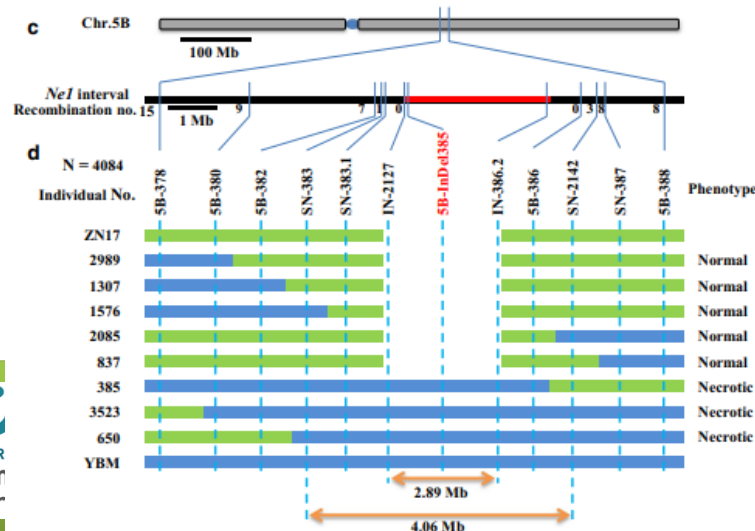 c
Chr.5B
100 Mb
Ne1 interval
Recombination no. 15 9 7 1 0 0 3 8 8
1 Mb
d
N = 4084
Individual No.
5B-378
5B-380
5B-382
SN-383
SN-383.1
IN-2127
5B-InDel385
IN-386.2
5B-386
SN-2142
SN-387
5B-388
Phenotype
ZN17
2989 Normal
1307 Normal
1576 Normal
2085 Normal
837 Normal
385 Necrotic
3523 Necrotic
650 Necrotic
YBM
2.89 Mb
4.06 Mb